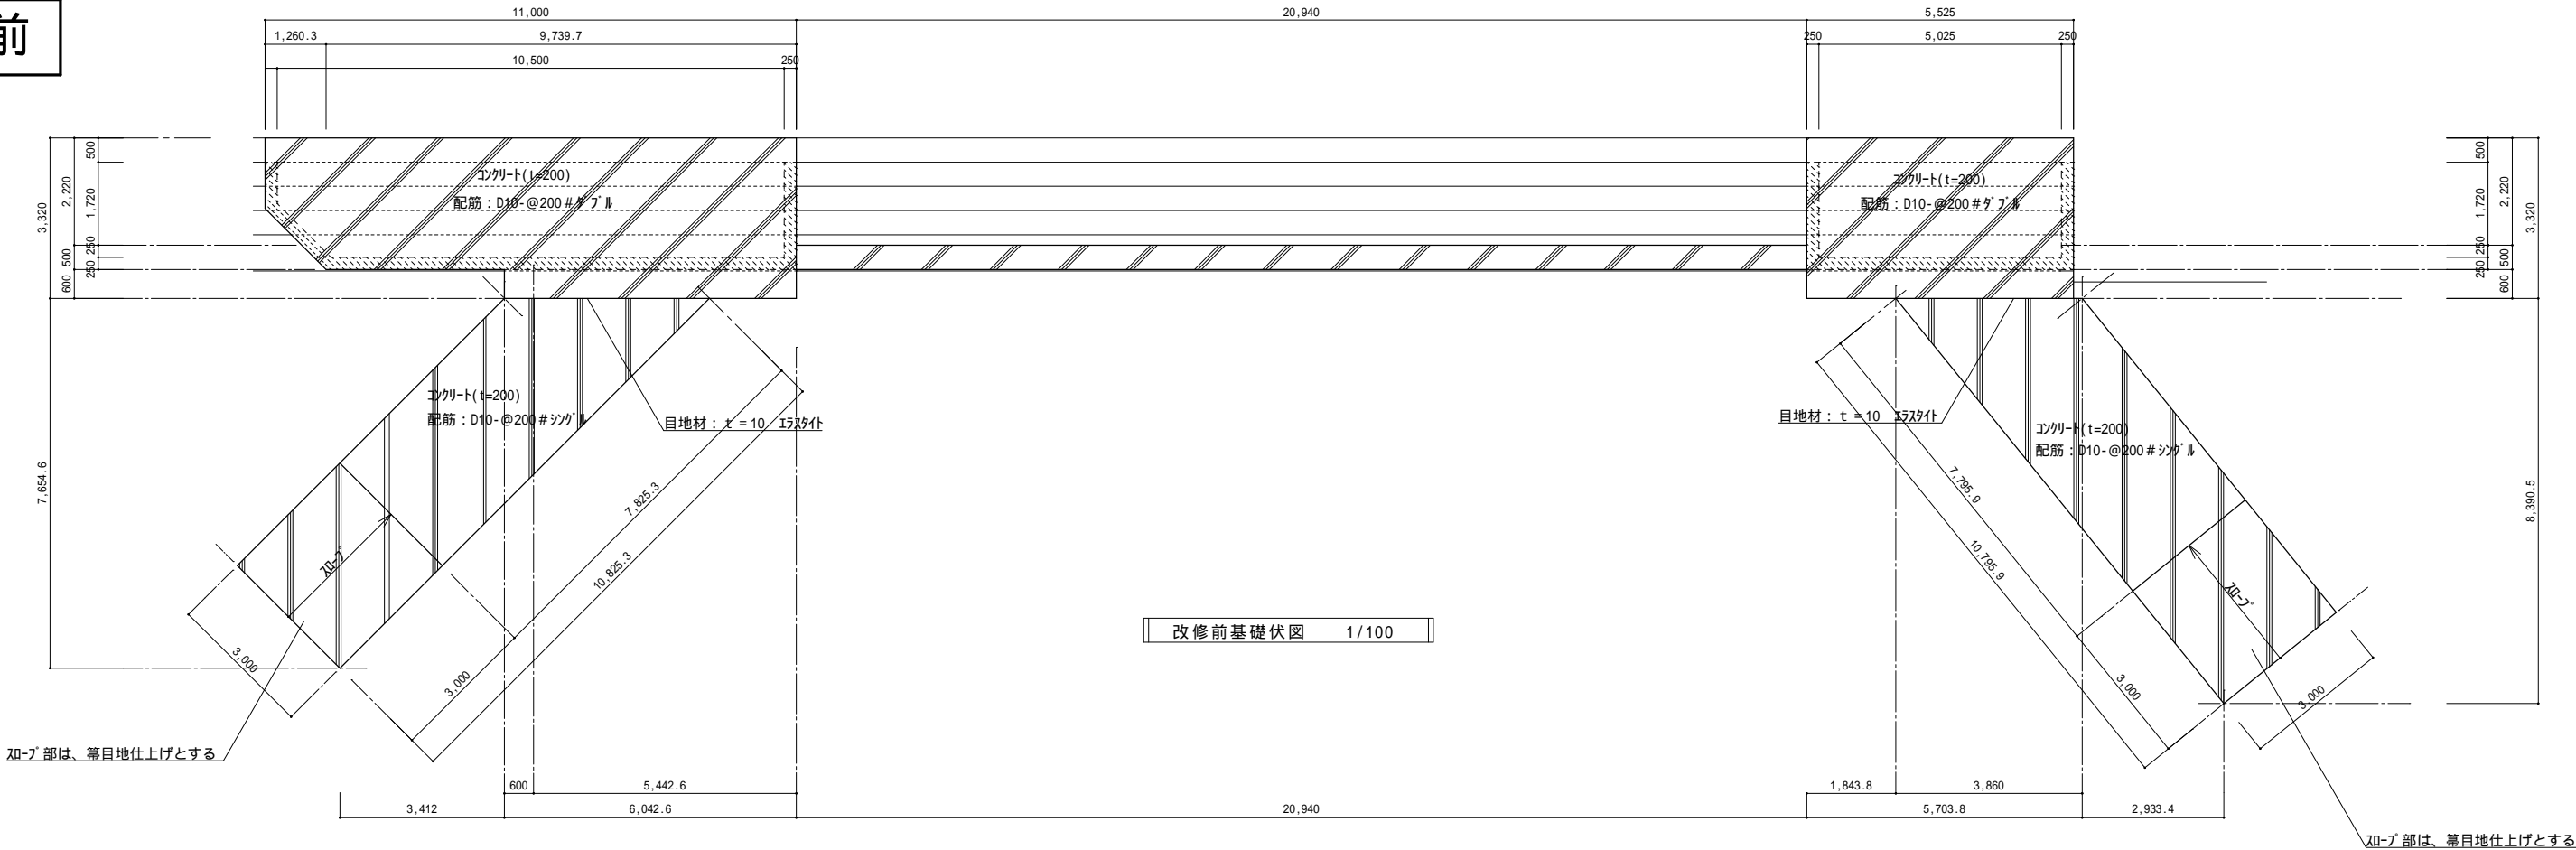 前
11,000
20,940
5,525
1,260.3
9,739.7
250
5,025
250
10,500
250
3,320
2,220
500
600
500
1,720
250
250
コンクリート(t=200)
配筋：D10-@200＃ダブル
コンクリート(t=200)
配筋：D10-@200＃ダブル
500
1,720
250
250
2,220
500
600
3,320
7,654.6
8,390.5
コンクリート(t=200)
配筋：D10-@200＃シングル
目地材：ｔ＝10　エラスタイト
目地材：ｔ＝10　エラスタイト
コンクリート(t=200)
配筋：D10-@200＃シングル
7,825.3
10,825.3
3,000
スロープ
3,000
7,795.9
10,795.9
3,000
スロープ
3,000
改修前基礎伏図　1/100
スロープ部は、箒目地仕上げとする
600
5,442.6
1,843.8
3,860
3,412
6,042.6
20,940
5,703.8
2,933.4
スロープ部は、箒目地仕上げとする